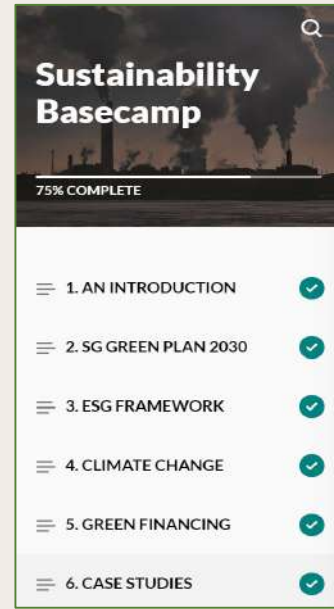 Sustainability
Basecamp
75% COMPLETE
1. AN INTRODUCTION
2. SG GREEN PLAN 2030
3. ESG FRAMEWORK
4. CLIMATE CHANGE
5. GREEN FINANCING
6. CASE STUDIES